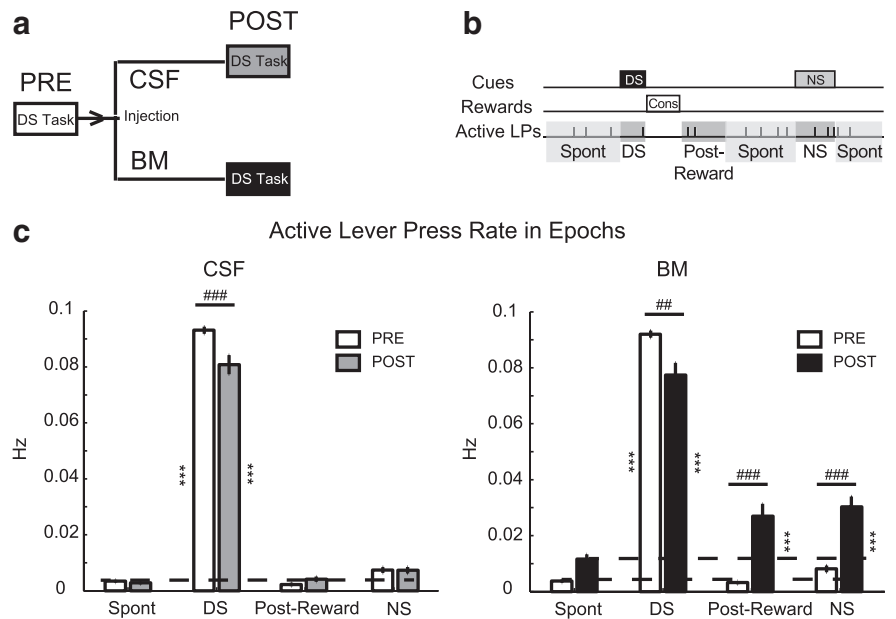 a
POST
DS Task
CSF
PRE
DS Task
Injection
BM
DS Task
b
Cues
DS
NS
Rewards
Cons
Active LPs
Spont DS Post- Spont NS Spont
Reward
c
Active Lever Press Rate in Epochs
CSF
###
PRE
POST
0.1
0.08
0.06
0.04
0.02
0
Hz
***
***
Spont DS Post-Reward NS
BM
##
PRE
POST
0.1
0.08
0.06
0.04
0.02
0
Hz
***
***
###
###
***
***
Spont DS Post-Reward NS